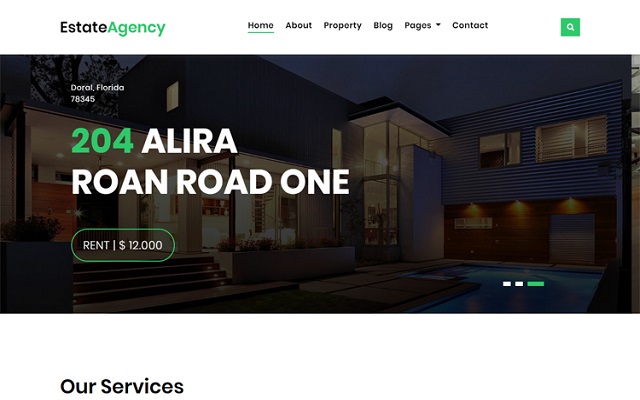 EstateAgency
Home About Property Blog Pages Contact
Doral, Florida
78345
204 ALIRA
ROAN ROAD ONE
RENT | $ 12.000
Our Services